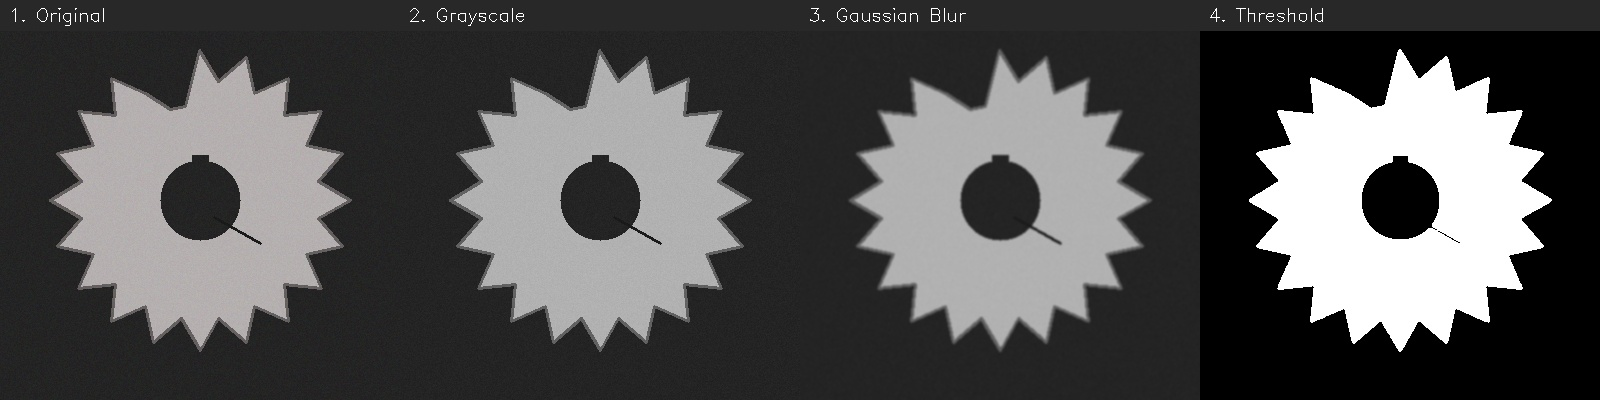 1. Original
2. Grayscale
3. Gaussian Blur
4. Threshold